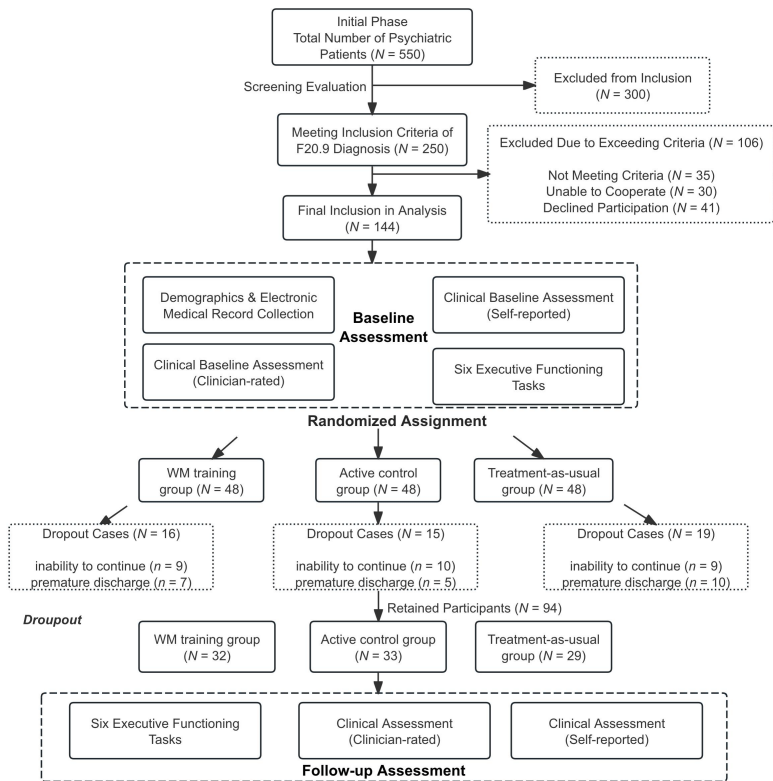 Initial Phase
Total Number of Psychiatric
Patients (N = 550)
Screening Evaluation
Excluded from Inclusion
(N = 300)
Meeting Inclusion Criteria of
F20.9 Diagnosis (N = 250)
Excluded Due to Exceeding Criteria (N = 106)
Not Meeting Criteria (N = 35)
Unable to Cooperate (N = 30)
Declined Participation (N = 41)
Final Inclusion in Analysis
(N = 144)
Demographics & Electronic
Medical Record Collection
Clinical Baseline Assessment
(Self-reported)
Baseline
Assessment
Clinical Baseline Assessment
(Clinician-rated)
Six Executive Functioning
Tasks
Randomized Assignment
WM training
group (N = 48)
Active control
group (N = 48)
Treatment-as-usual
group (N = 48)
Dropout Cases (N = 16)
inability to continue (n = 9)
premature discharge (n = 7)
Dropout Cases (N = 15)
inability to continue (n = 10)
premature discharge (n = 5)
Dropout Cases (N = 19)
inability to continue (n = 9)
premature discharge (n = 10)
Retained Participants (N = 94)
Droupout
WM training group
(N = 32)
Active control group
(N = 33)
Treatment-as-usual
group (N = 29)
Six Executive Functioning
Tasks
Clinical Assessment
(Clinician-rated)
Clinical Assessment
(Self-reported)
Follow-up Assessment